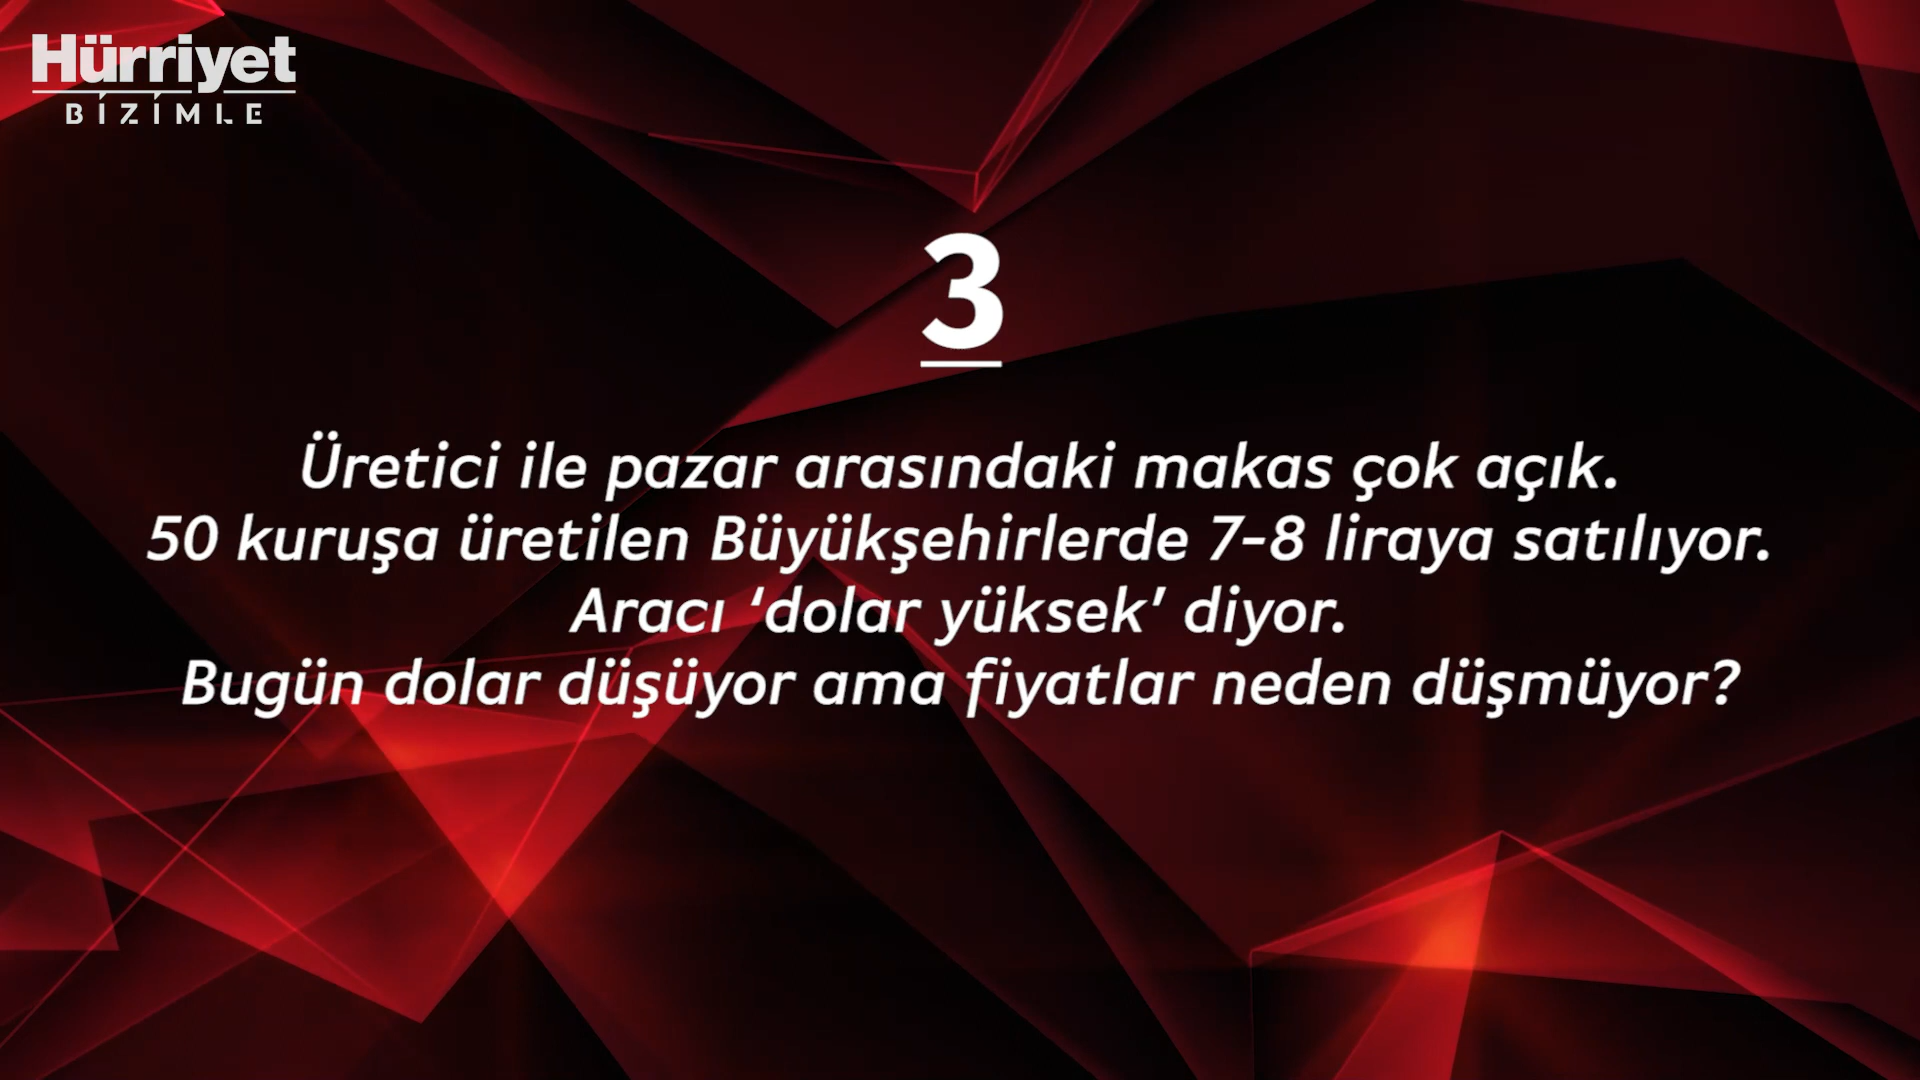 Hürriyet
BİZİMLE
3
Üretici ile pazar arasındaki makas çok açık.
50 kuruşa üretilen Büyükşehirlerde 7-8 liraya satılıyor.
Aracı ‘dolar yüksek’ diyor.
Bugün dolar düşüyor ama fiyatlar neden düşmüyor?